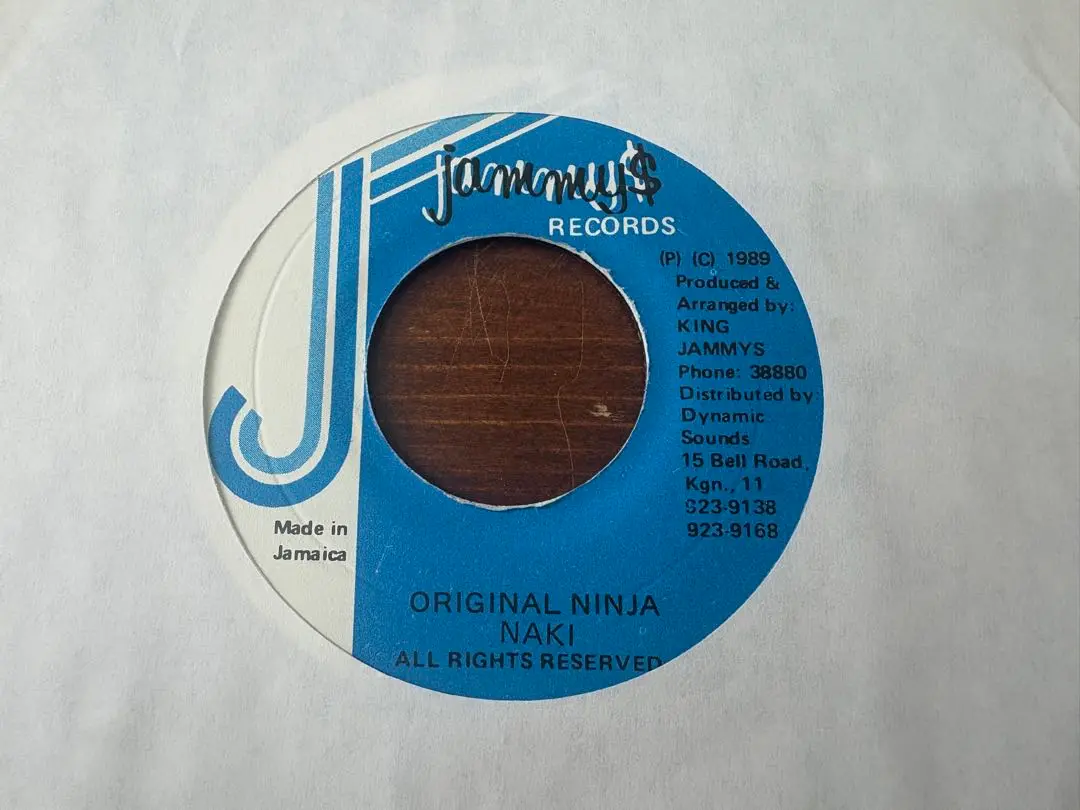 jammy$
RECORDS
(P) (C) 1989
Produced &
Arranged by:
KING
JAMMYS
Phone: 38880
Distributed by
Dynamic
Sounds
15 Bell Road,
Kgn., 11
923-9138
923-9168
Made in
Jamaica
ORIGINAL NINJA
NAKI
ALL RIGHTS RESERVED